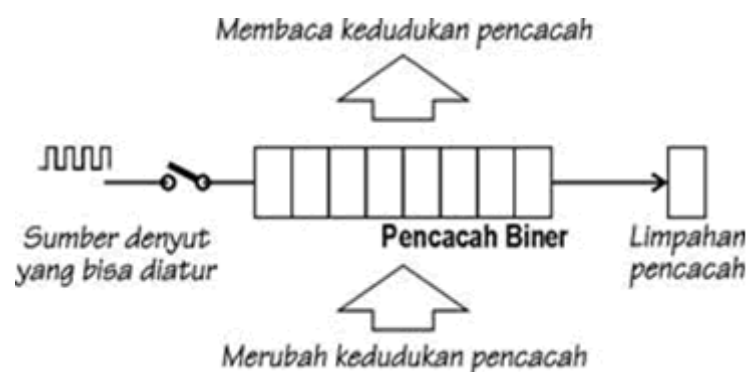 Membaca kedudukan pencacah
Sumber denyut
yang bisa diatur
Pencacah Biner
Limpahan
pencacah
Merubah kedudukan pencacah